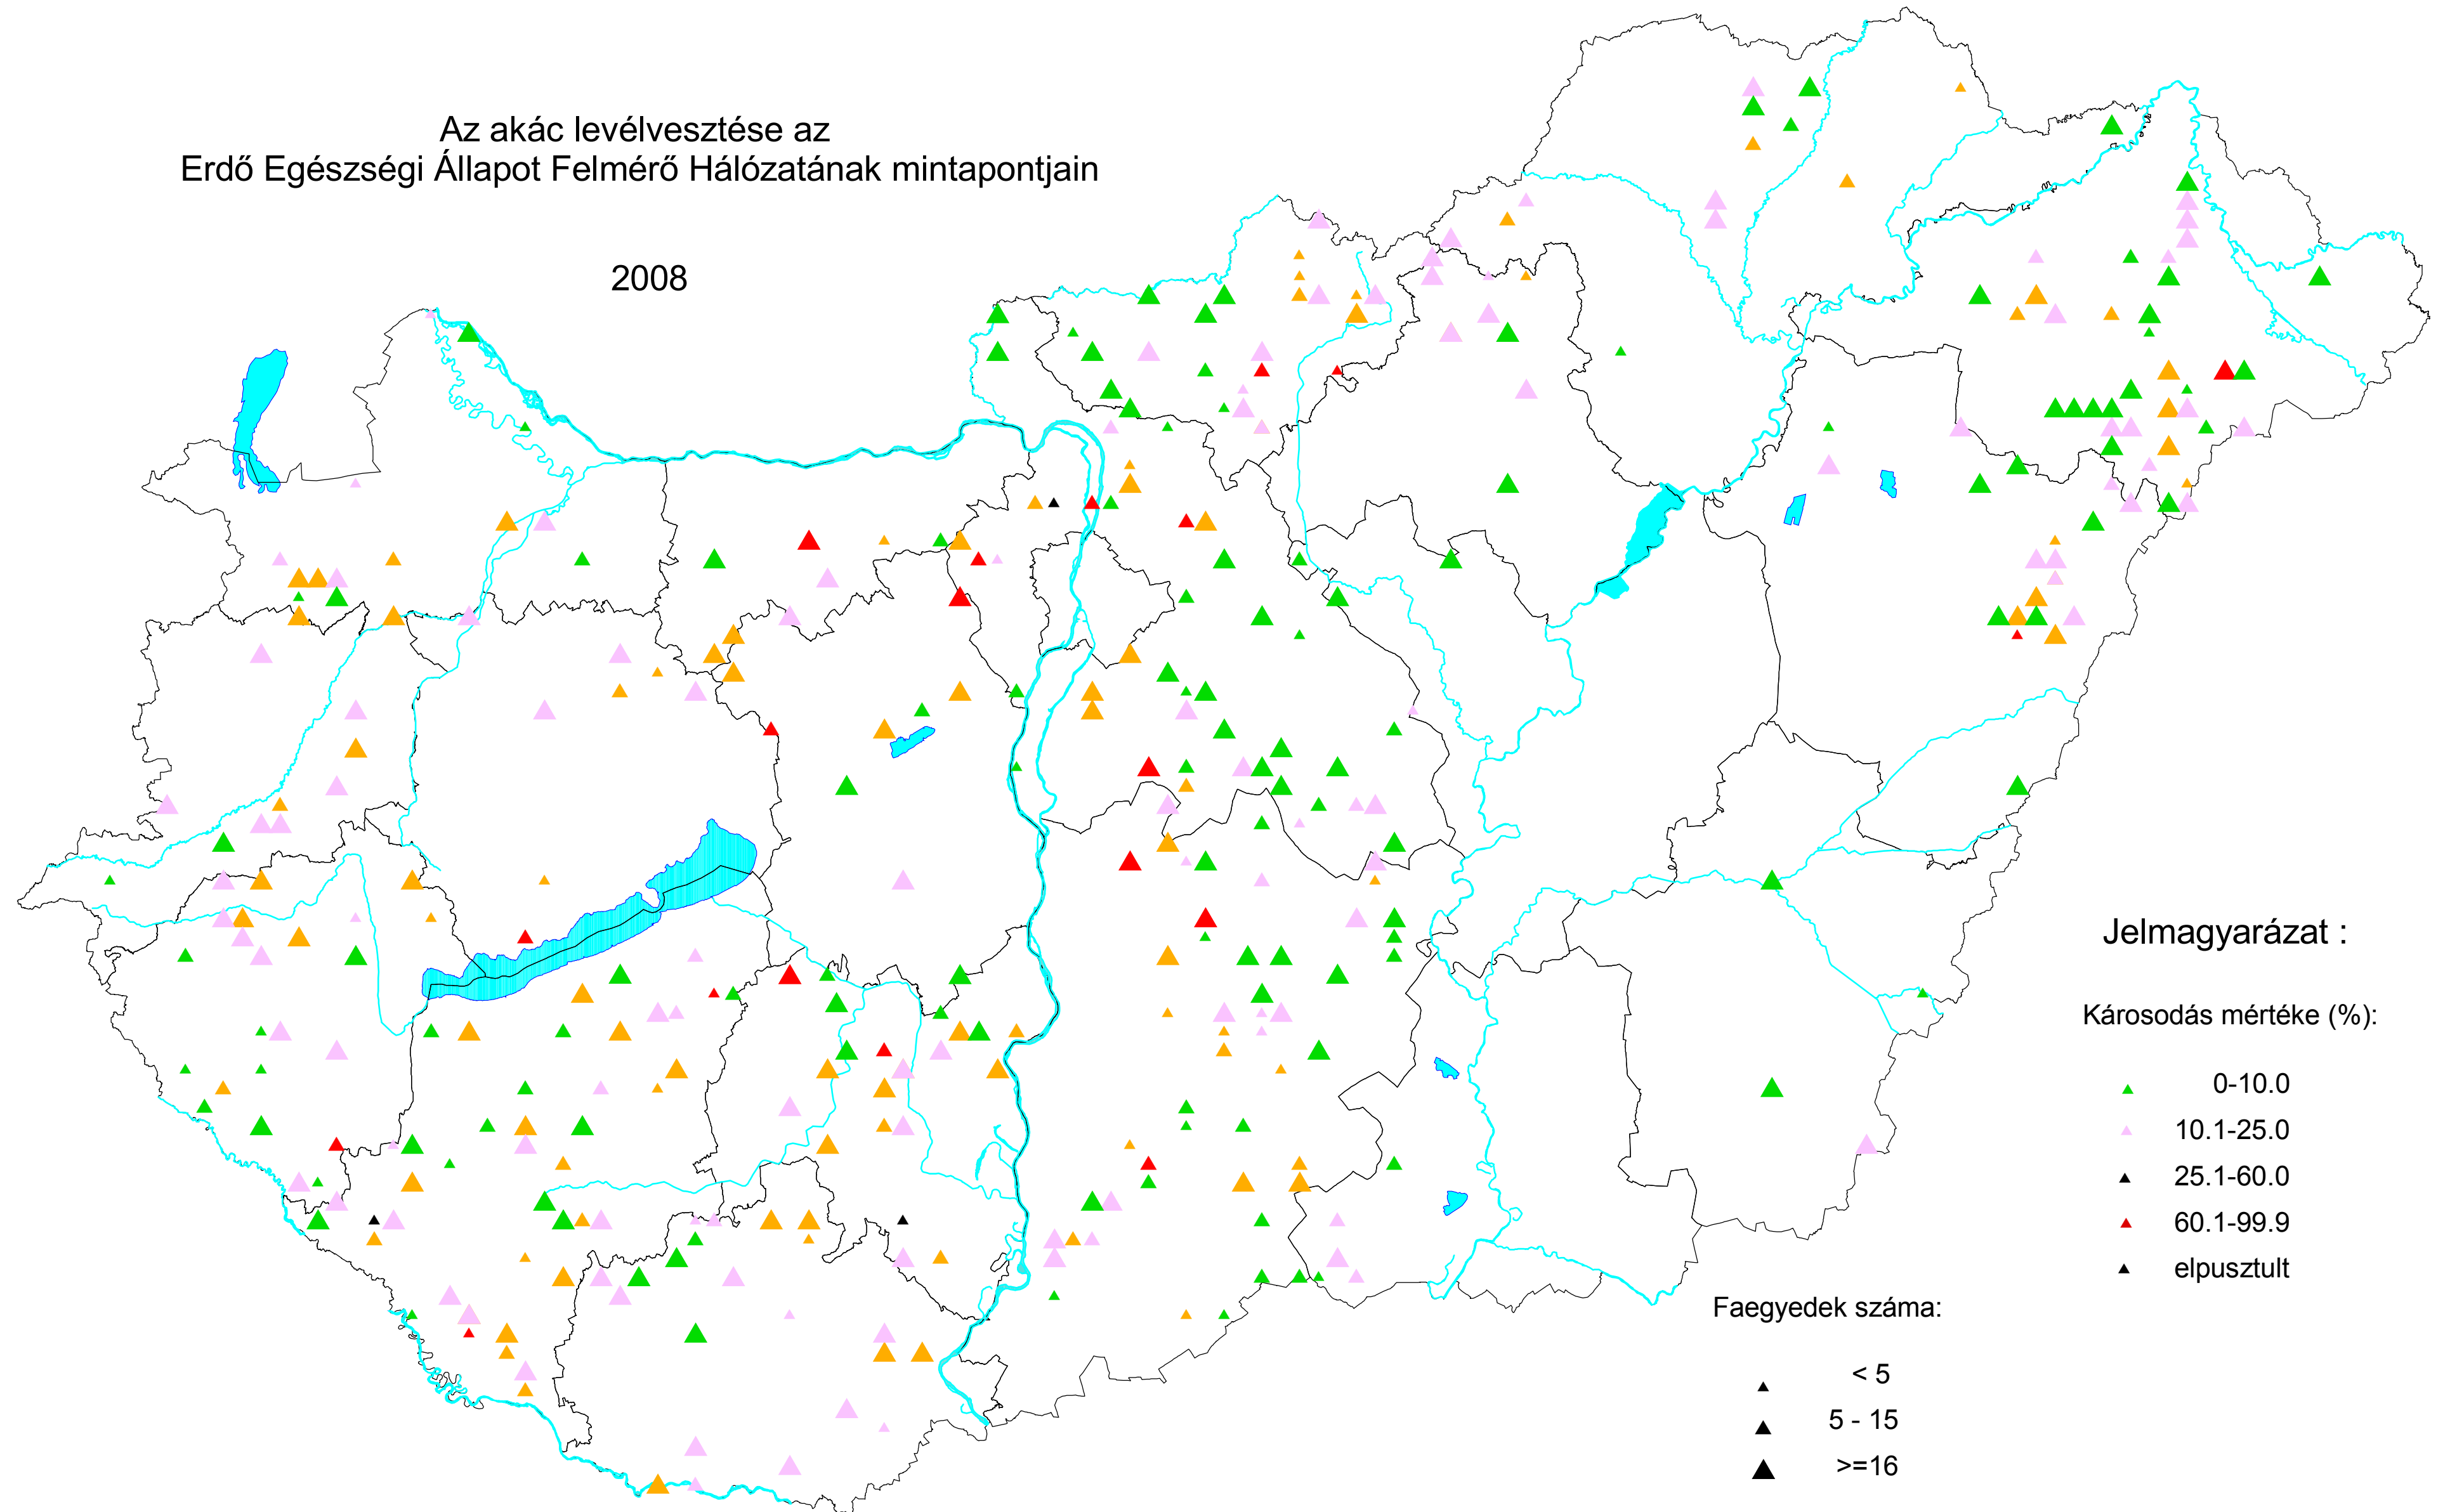 Az akác levélvesztése az
Erdő Egészségi Állapot Felmérő Hálózatának mintapontjain
2008
Jelmagyarázat :
Károsodás mértéke (%):
0-10.0
10.1-25.0
25.1-60.0
60.1-99.9
elpusztult
Faegyedek száma:
< 5
5 - 15
>=16